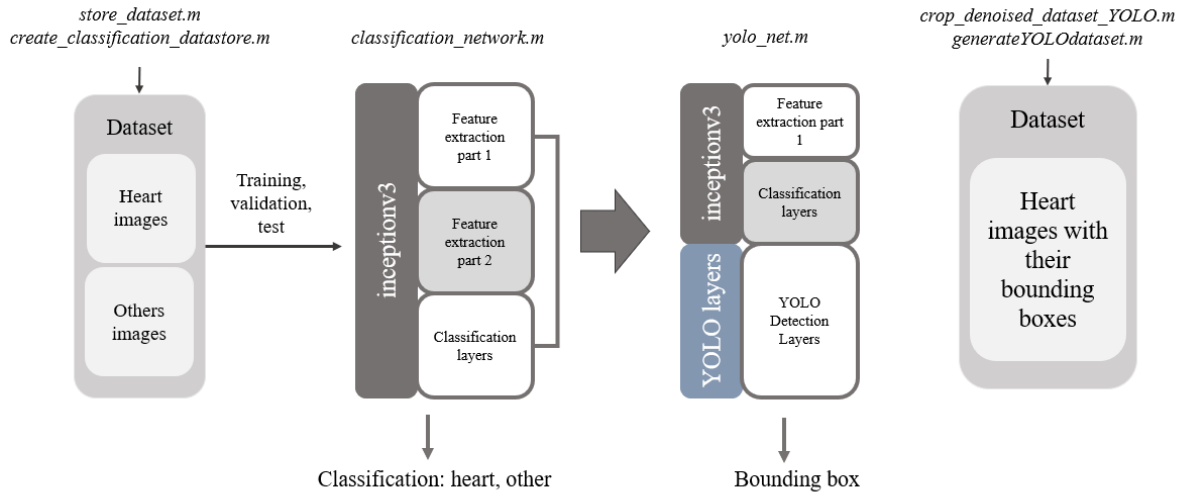 store_dataset.m
create_classification_datastore.m
Dataset
Heart
images
Others
images
Training,
validation,
test
classification_network.m
inceptionv3
Feature
extraction
part 1
Feature
extraction
part 2
Classification
layers
Classification: heart, other
yolo_net.m
inceptionv3
YOLO layers
Feature
extraction part
1
Classification
layers
YOLO
Detection
Layers
Bounding box
crop_denoised_dataset_YOLO.m
generateYOLOdataset.m
Dataset
Heart
images with
their
bounding
boxes